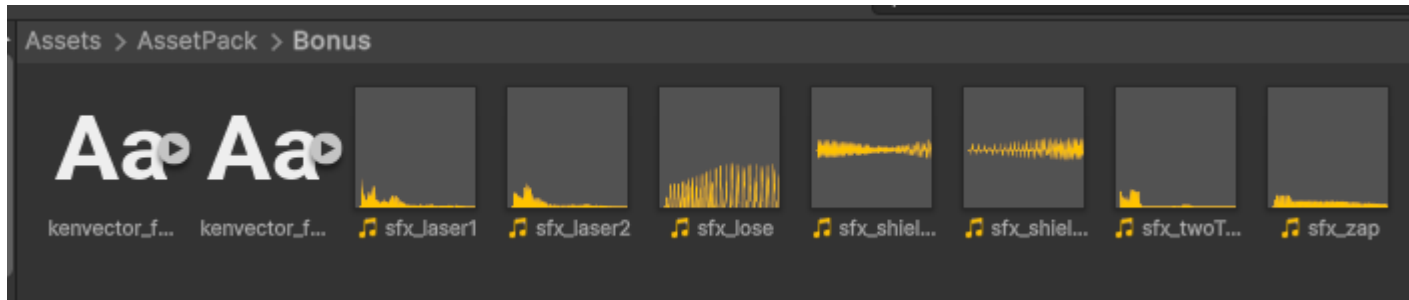 Assets > AssetPack > Bonus
Aa Aa
kenvector_f... kenvector_f... sfx_laser1 sfx_laser2 sfx_lose sfx_shiel... sfx_shiel... sfx_twoT... sfx_zap